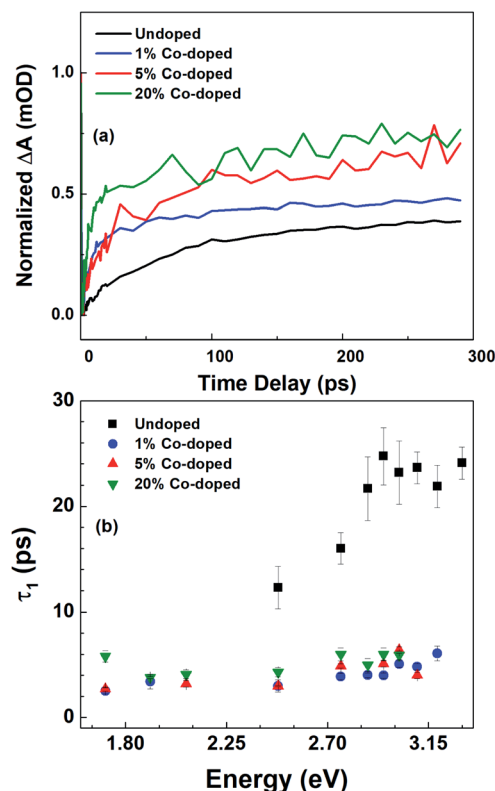 Undoped
1% Co-doped
5% Co-doped
20% Co-doped
(a)
Normalized ΔA (mOD)
1.0
0.5
0.0
0 100 200 300
Time Delay (ps)
Undoped
1% Co-doped
5% Co-doped
20% Co-doped
(b)
τ1 (ps)
30
20
10
0
1.80 2.25 2.70 3.15
Energy (eV)